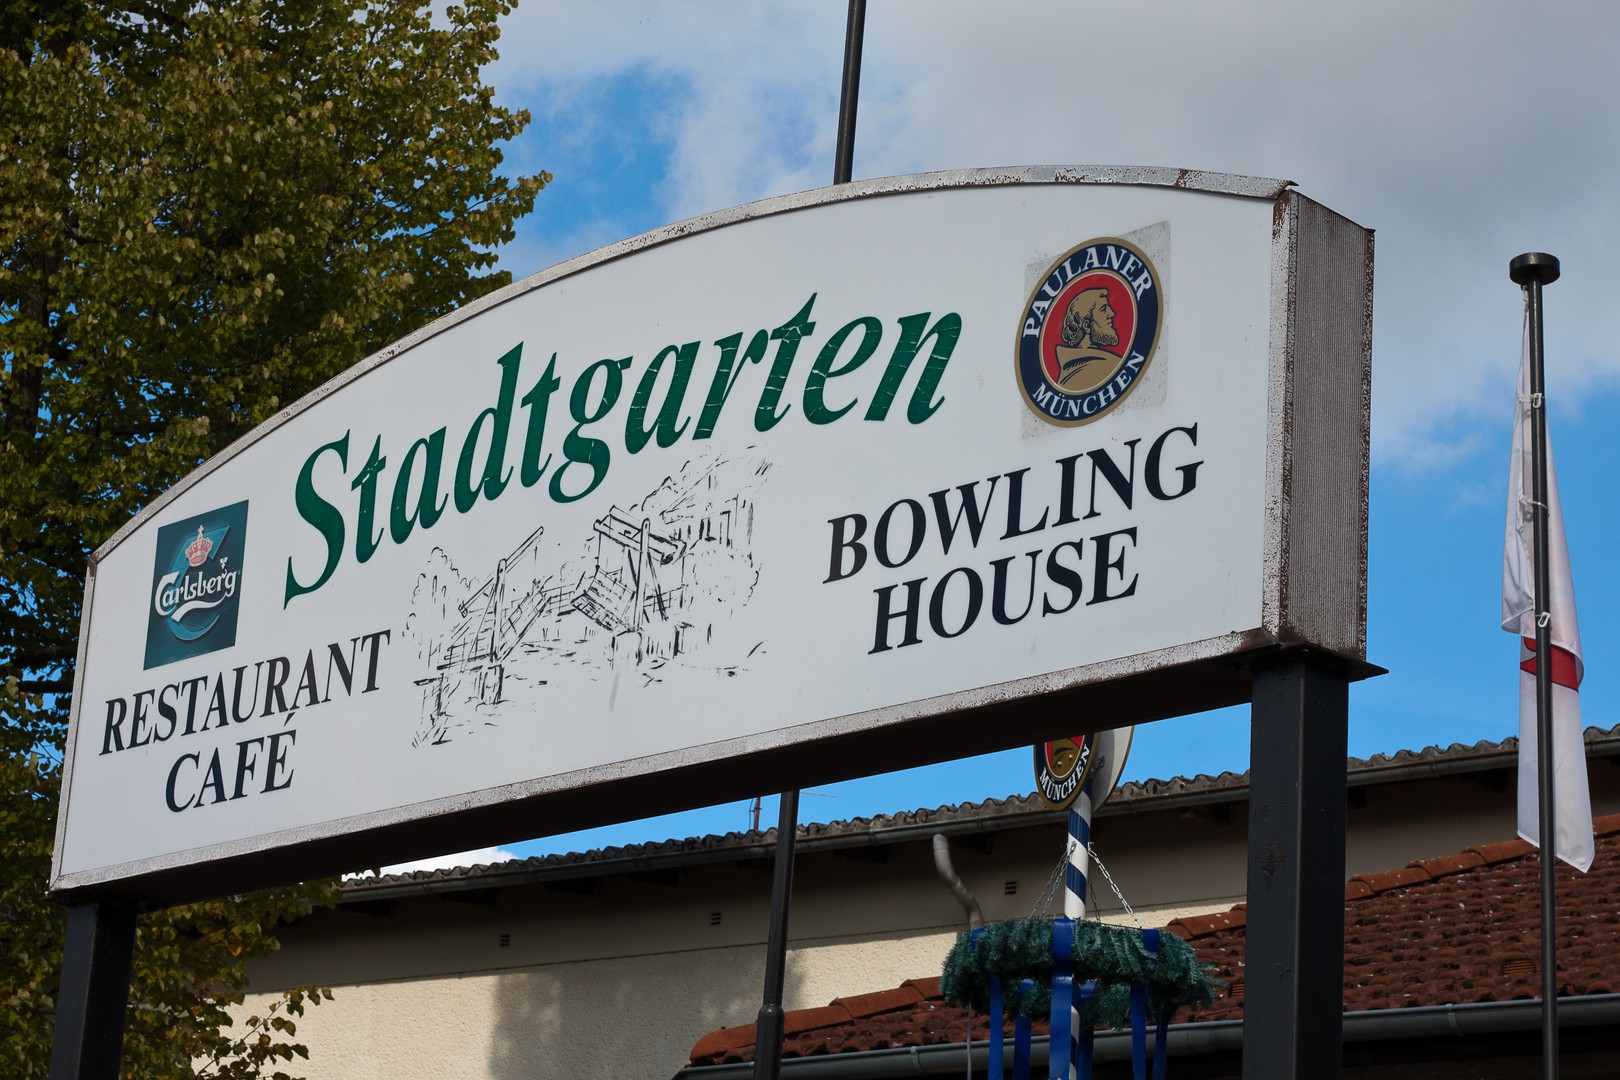 Stadtgarten
Carlsberg
RESTAURANT
CAFÉ
PAULANER
MÜNCHEN
BOWLING
HOUSE
MÜNCHEN